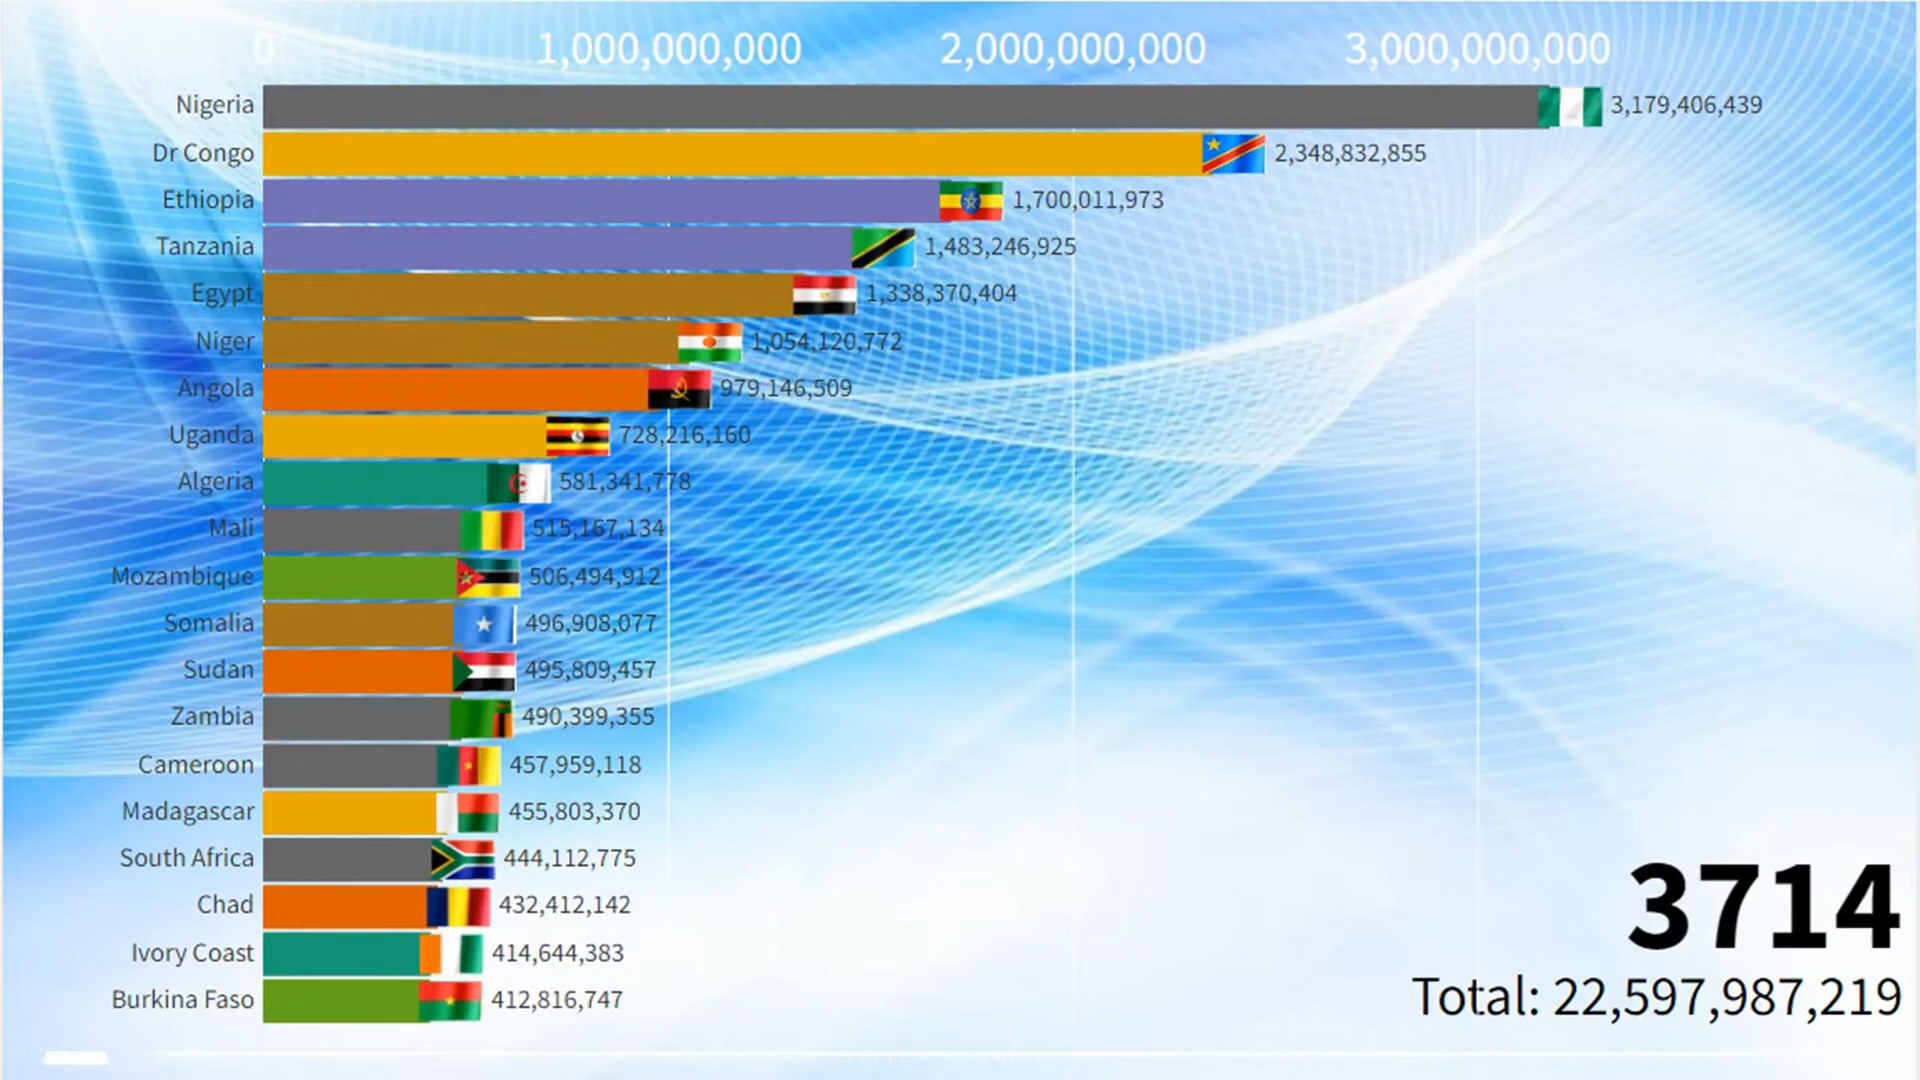 0 1,000,000,000 2,000,000,000 3,000,000,000
Nigeria 3,179,406,439
Dr Congo 2,348,832,855
Ethiopia 1,700,011,973
Tanzania 1,483,246,925
Egypt 1,338,370,404
Niger 1,054,120,772
Angola 979,146,509
Uganda 728,216,160
Algeria 581,341,778
Mali 515,167,134
Mozambique 506,494,912
Somalia 496,908,077
Sudan 495,809,457
Zambia 490,399,355
Cameroon 457,959,118
Madagascar 455,803,370
South Africa 444,112,775
Chad 432,412,142
Ivory Coast 414,644,383
Burkina Faso 412,816,747
3714
Total: 22,597,987,219